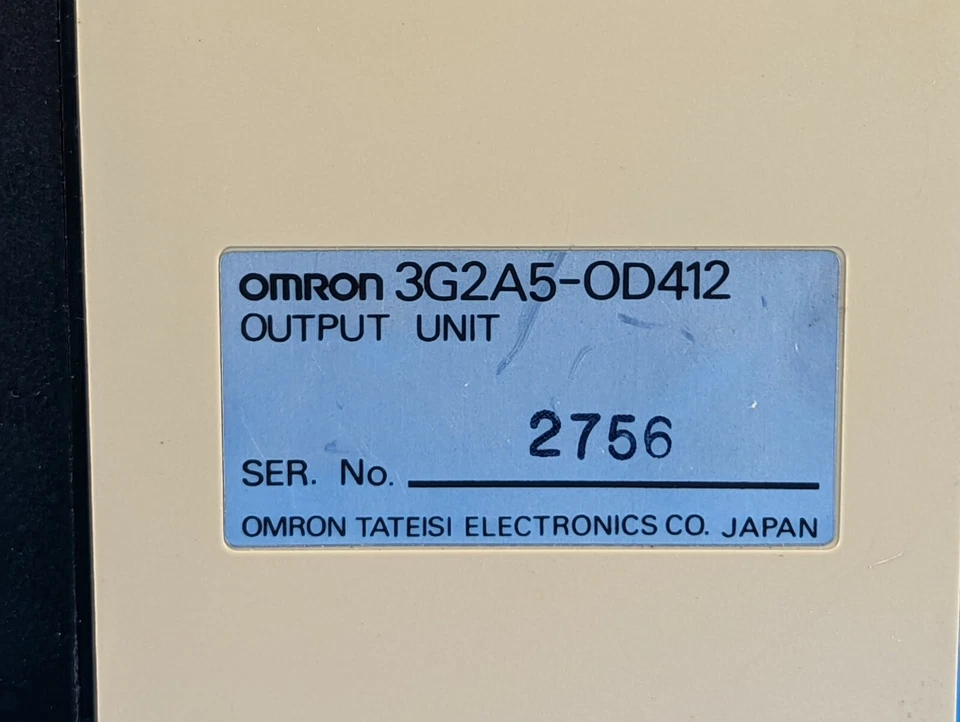 omron 3G2A5-OD412
OUTPUT UNIT
2756
SER. No.
OMRON TATEISI ELECTRONICS CO. JAPAN